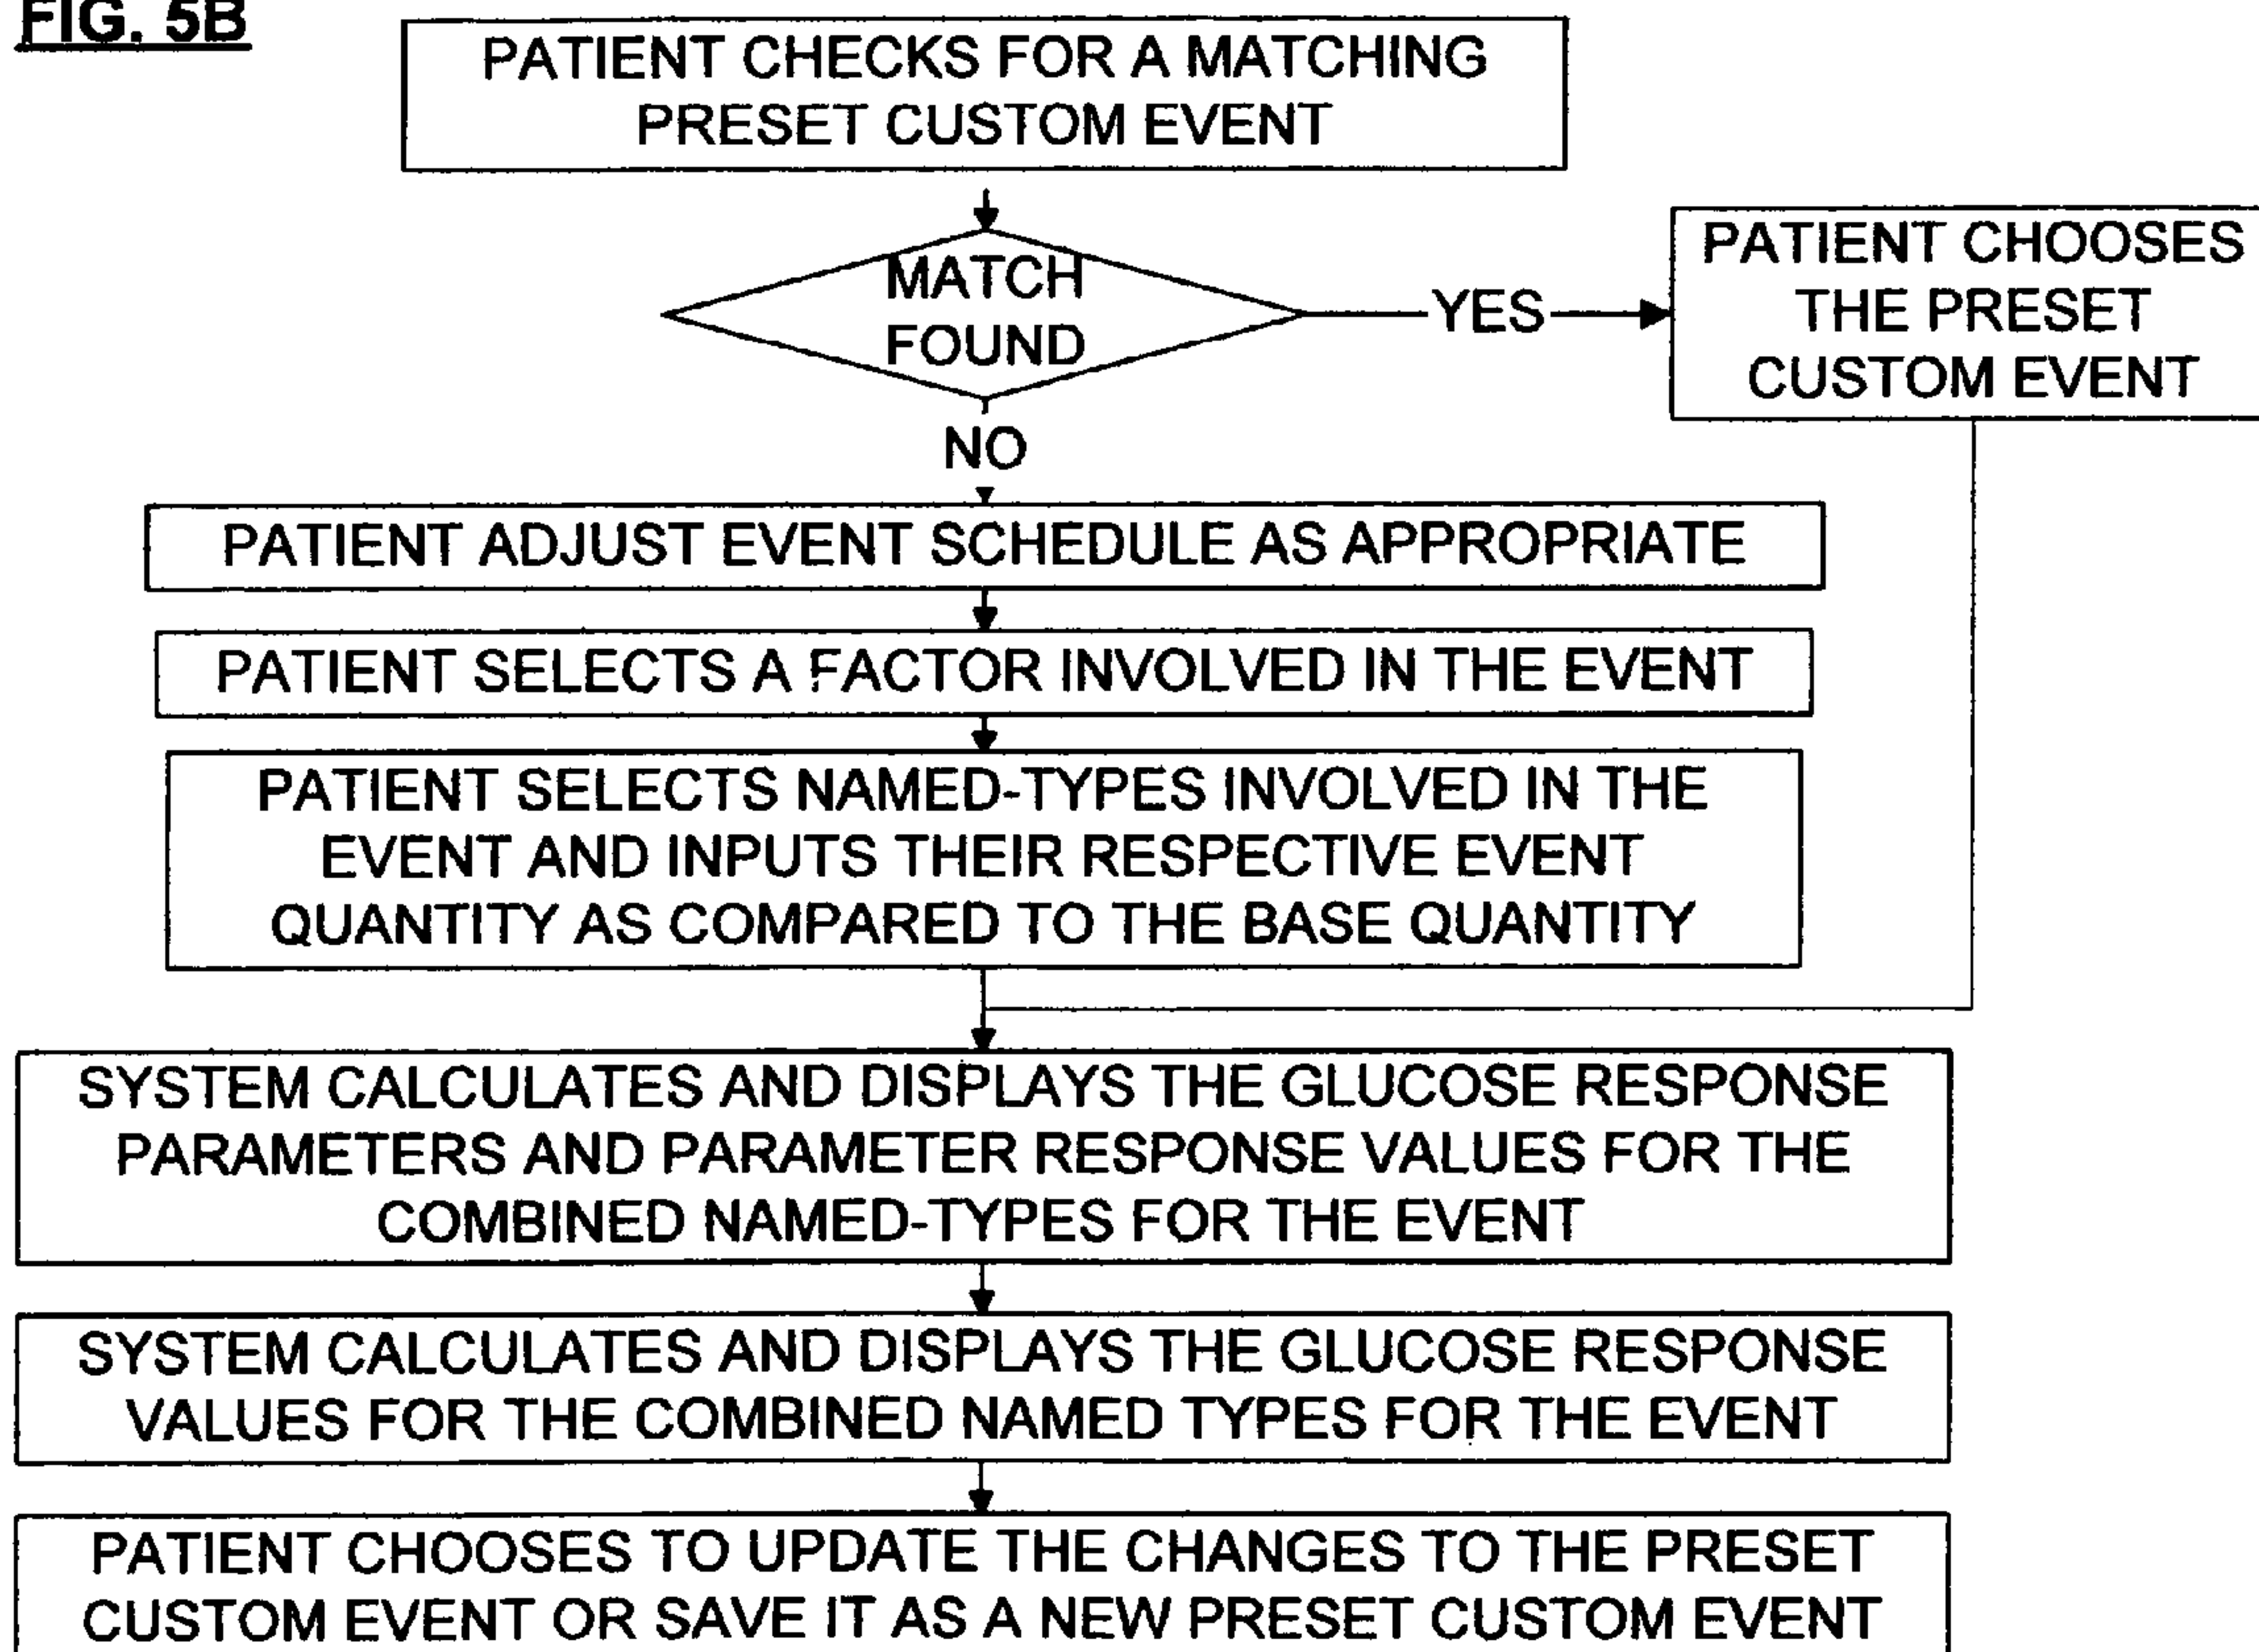 FIG. 5B
PATIENT CHECKS FOR A MATCHING
PRESET CUSTOM EVENT
MATCH
FOUND
YES
PATIENT CHOOSES
THE PRESET
CUSTOM EVENT
NO
PATIENT ADJUST EVENT SCHEDULE AS APPROPRIATE
PATIENT SELECTS A FACTOR INVOLVED IN THE EVENT
PATIENT SELECTS NAMED-TYPES INVOLVED IN THE
EVENT AND INPUTS THEIR RESPECTIVE EVENT
QUANTITY AS COMPARED TO THE BASE QUANTITY
SYSTEM CALCULATES AND DISPLAYS THE GLUCOSE RESPONSE
PARAMETERS AND PARAMETER RESPONSE VALUES FOR THE
COMBINED NAMED-TYPES FOR THE EVENT
SYSTEM CALCULATES AND DISPLAYS THE GLUCOSE RESPONSE
VALUES FOR THE COMBINED NAMED TYPES FOR THE EVENT
PATIENT CHOOSES TO UPDATE THE CHANGES TO THE PRESET
CUSTOM EVENT OR SAVE IT AS A NEW PRESET CUSTOM EVENT